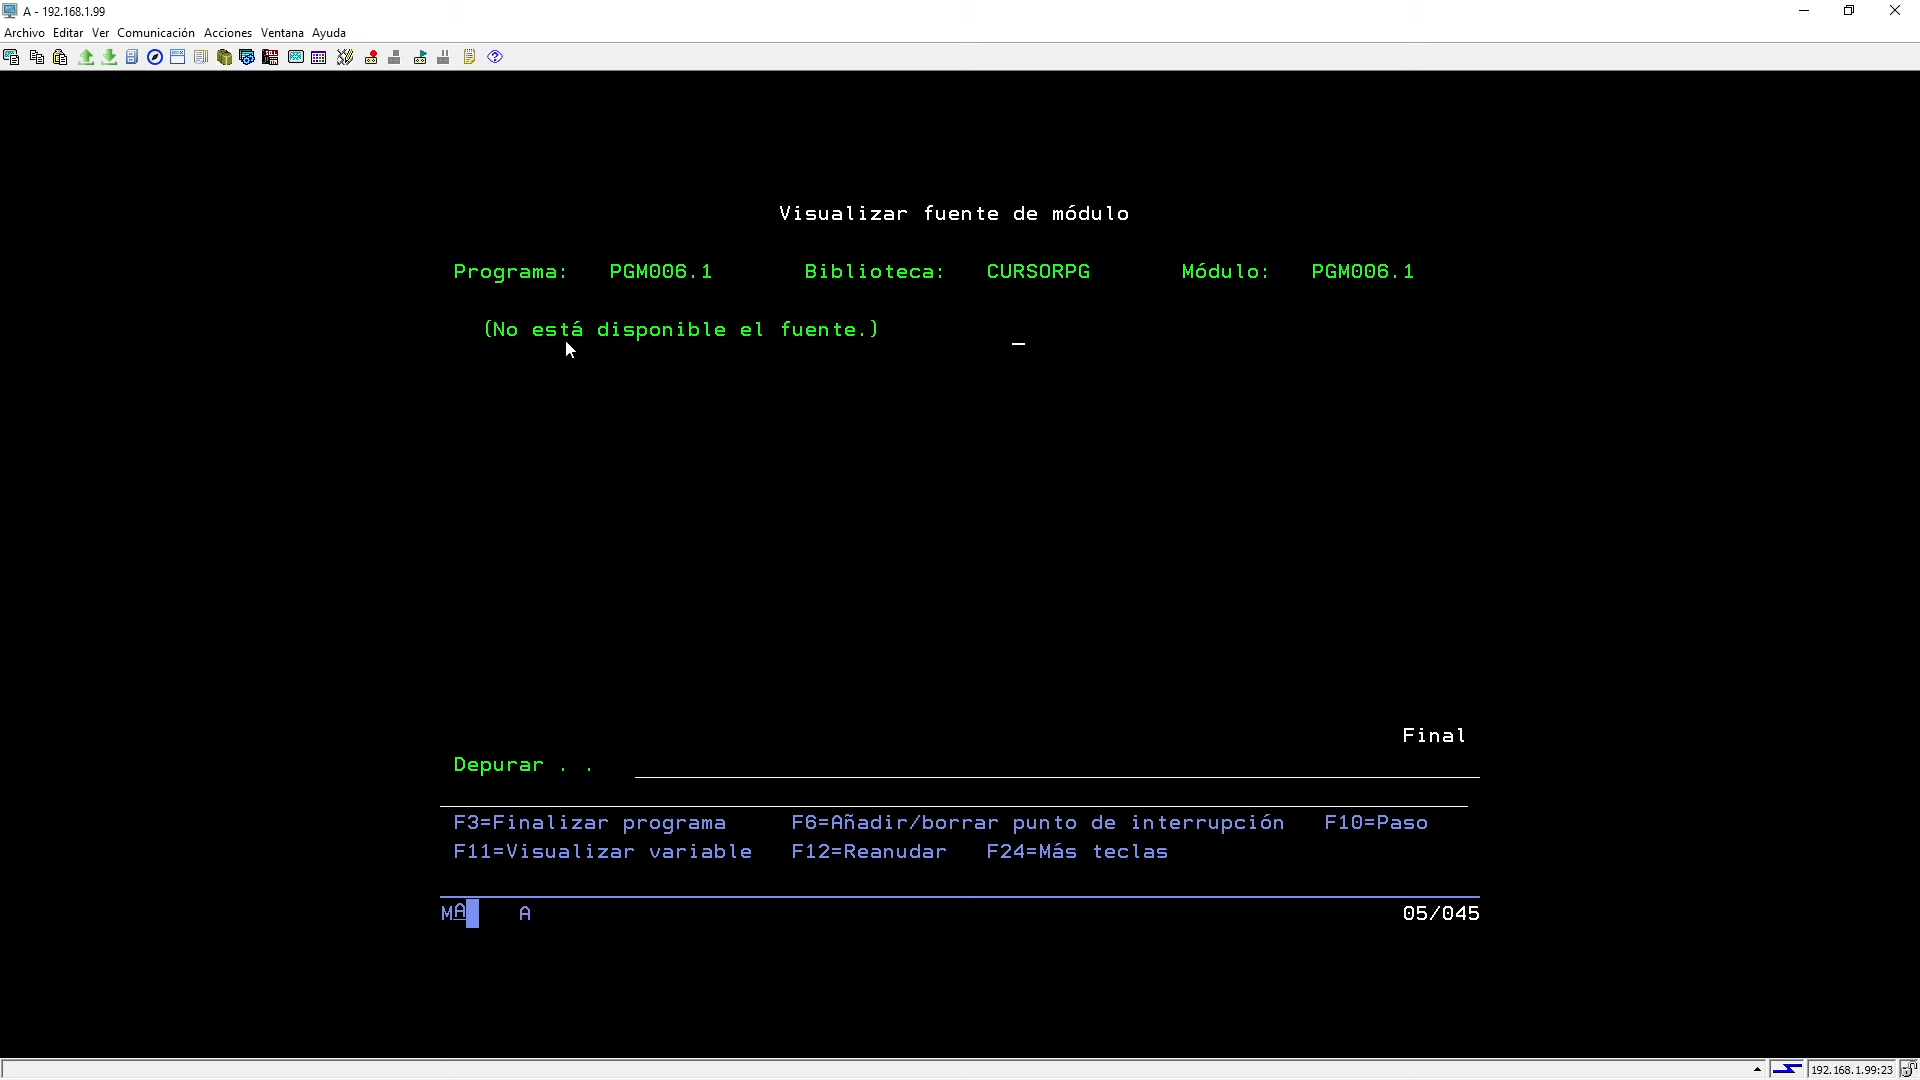 A - 192.168.1.99
Archivo Editar Ver Comunicación Acciones Ventana Ayuda
Visualizar fuente de módulo
Programa: PGM006.1 Biblioteca: CURSORPG Módulo: PGM006.1
(No está disponible el fuente.)
Final
Depurar . .
F3=Finalizar programa F6=Añadir/borrar punto de interrupción F10=Paso
F11=Visualizar variable F12=Reanudar F24=Más teclas
MA A 05/045
192.168.1.99:23